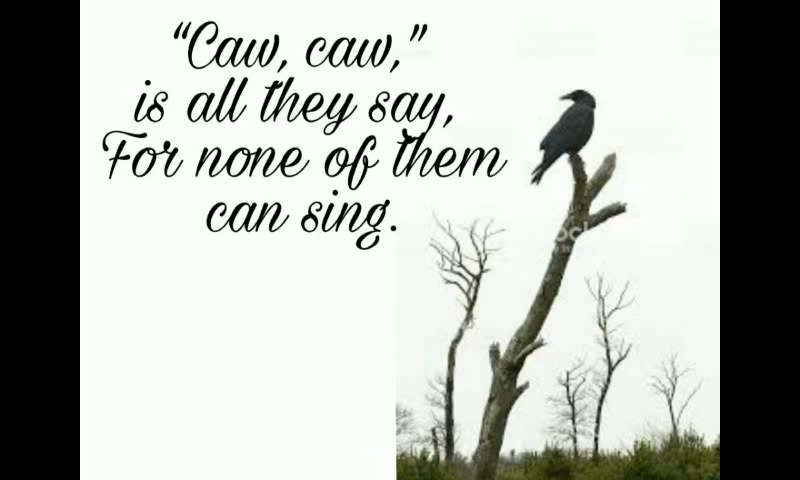 “Caw, caw,”
is all they say,
For none of them
can sing.